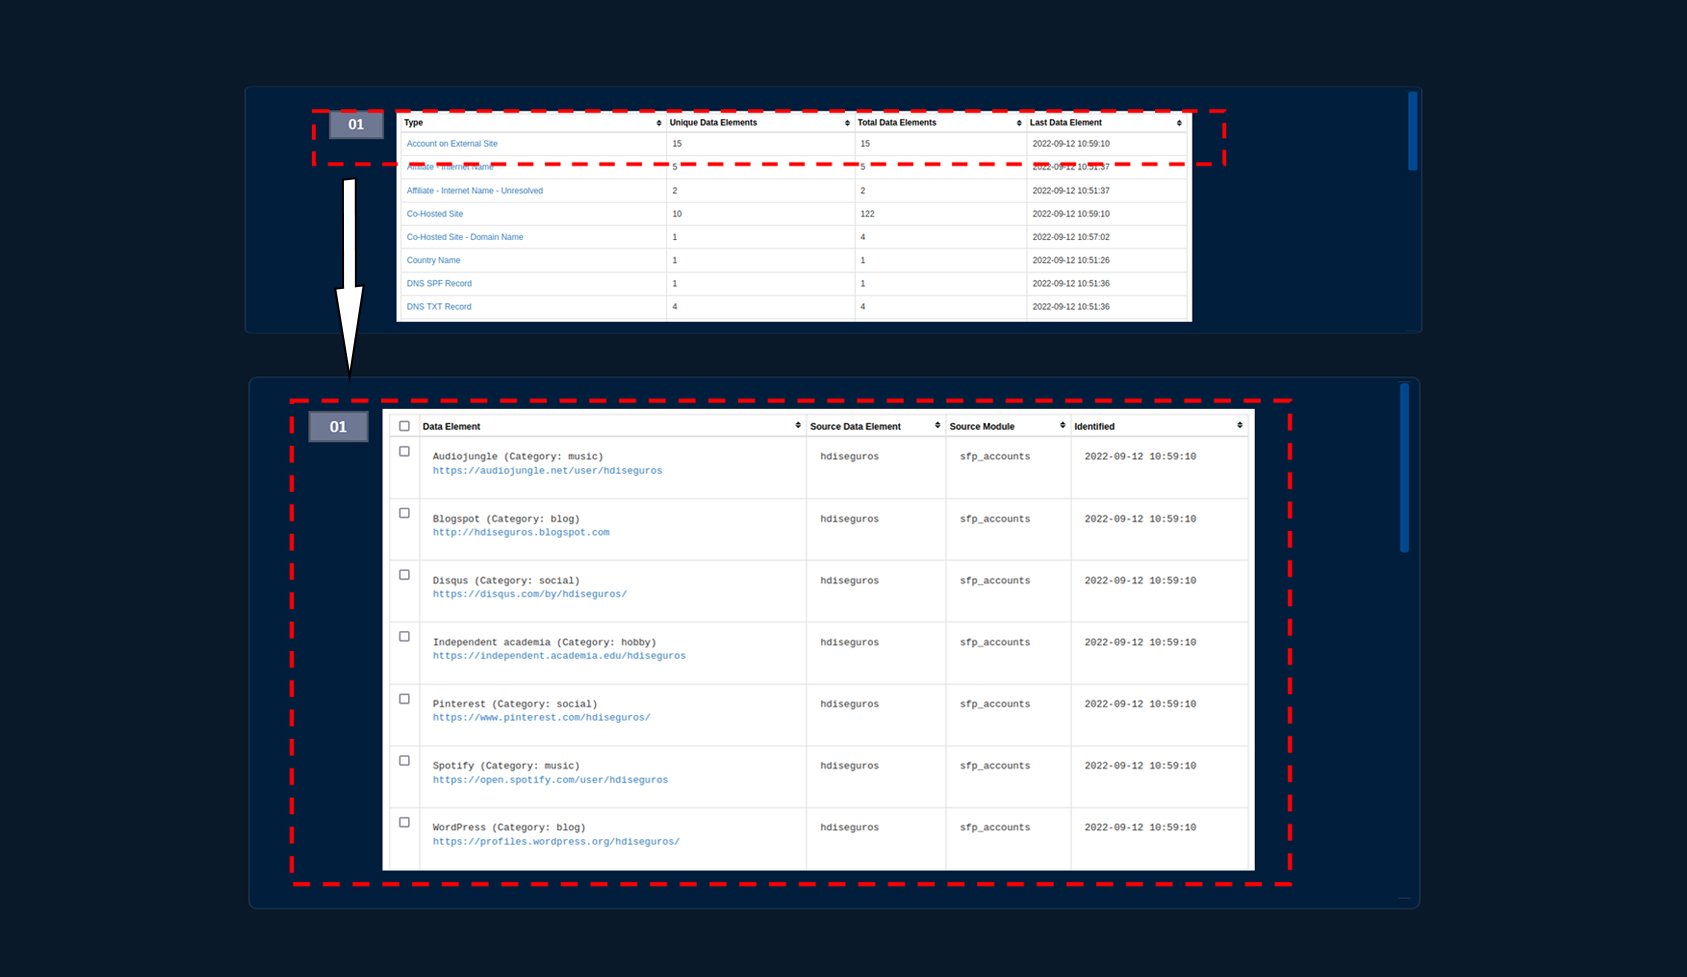 01
Type Unique Data Elements Total Data Elements Last Data Element
Account on External Site 15 15 2022-09-12 10:59:10
Affiliate - Internet Name 5 5 2022-09-12 10:51:37
Affiliate - Internet Name - Unresolved 2 2 2022-09-12 10:51:37
Co-Hosted Site 10 122 2022-09-12 10:59:10
Co-Hosted Site - Domain Name 1 4 2022-09-12 10:57:02
Country Name 1 1 2022-09-12 10:51:26
DNS SPF Record 1 1 2022-09-12 10:51:36
DNS TXT Record 4 4 2022-09-12 10:51:36
01
Data Element Source Data Element Source Module Identified
Audiojungle (Category: music) hdiseguros sfp_accounts 2022-09-12 10:59:10
https://audiojungle.net/user/hdiseguros
Blogspot (Category: blog) hdiseguros sfp_accounts 2022-09-12 10:59:10
http://hdiseguros.blogspot.com
Disqus (Category: social) hdiseguros sfp_accounts 2022-09-12 10:59:10
https://disqus.com/by/hdiseguros/
Independent academia (Category: hobby) hdiseguros sfp_accounts 2022-09-12 10:59:10
https://independent.academia.edu/hdiseguros
Pinterest (Category: social) hdiseguros sfp_accounts 2022-09-12 10:59:10
https://www.pinterest.com/hdiseguros/
Spotify (Category: music) hdiseguros sfp_accounts 2022-09-12 10:59:10
https://open.spotify.com/user/hdiseguros
WordPress (Category: blog) hdiseguros sfp_accounts 2022-09-12 10:59:10
https://profiles.wordpress.org/hdiseguros/